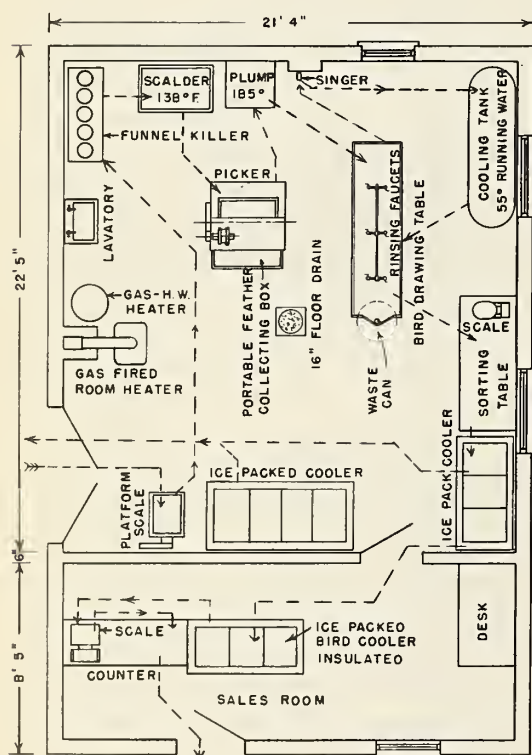 21' 4"
SCALDER
138°F.
PLUMP
185°
SINGER
COOLING TANK
55° RUNNING WATER
FUNNEL KILLER
PICKER
LAVATORY
RINSING FAUCETS
BIRD DRAWING TABLE
22' 5"
GAS-H.W.
HEATER
PORTABLE FEATHER
COLLECTING BOX
16" FLOOR DRAIN
SCALE
SORTING
TABLE
GAS FIRED
ROOM HEATER
WASTE
CAN
PLATFORM
SCALE
ICE PACKED COOLER
ICE PACK COOLER
6"
8' 5"
SCALE
ICE PACKED
BIRD COOLER
INSULATED
DESK
COUNTER
SALES ROOM